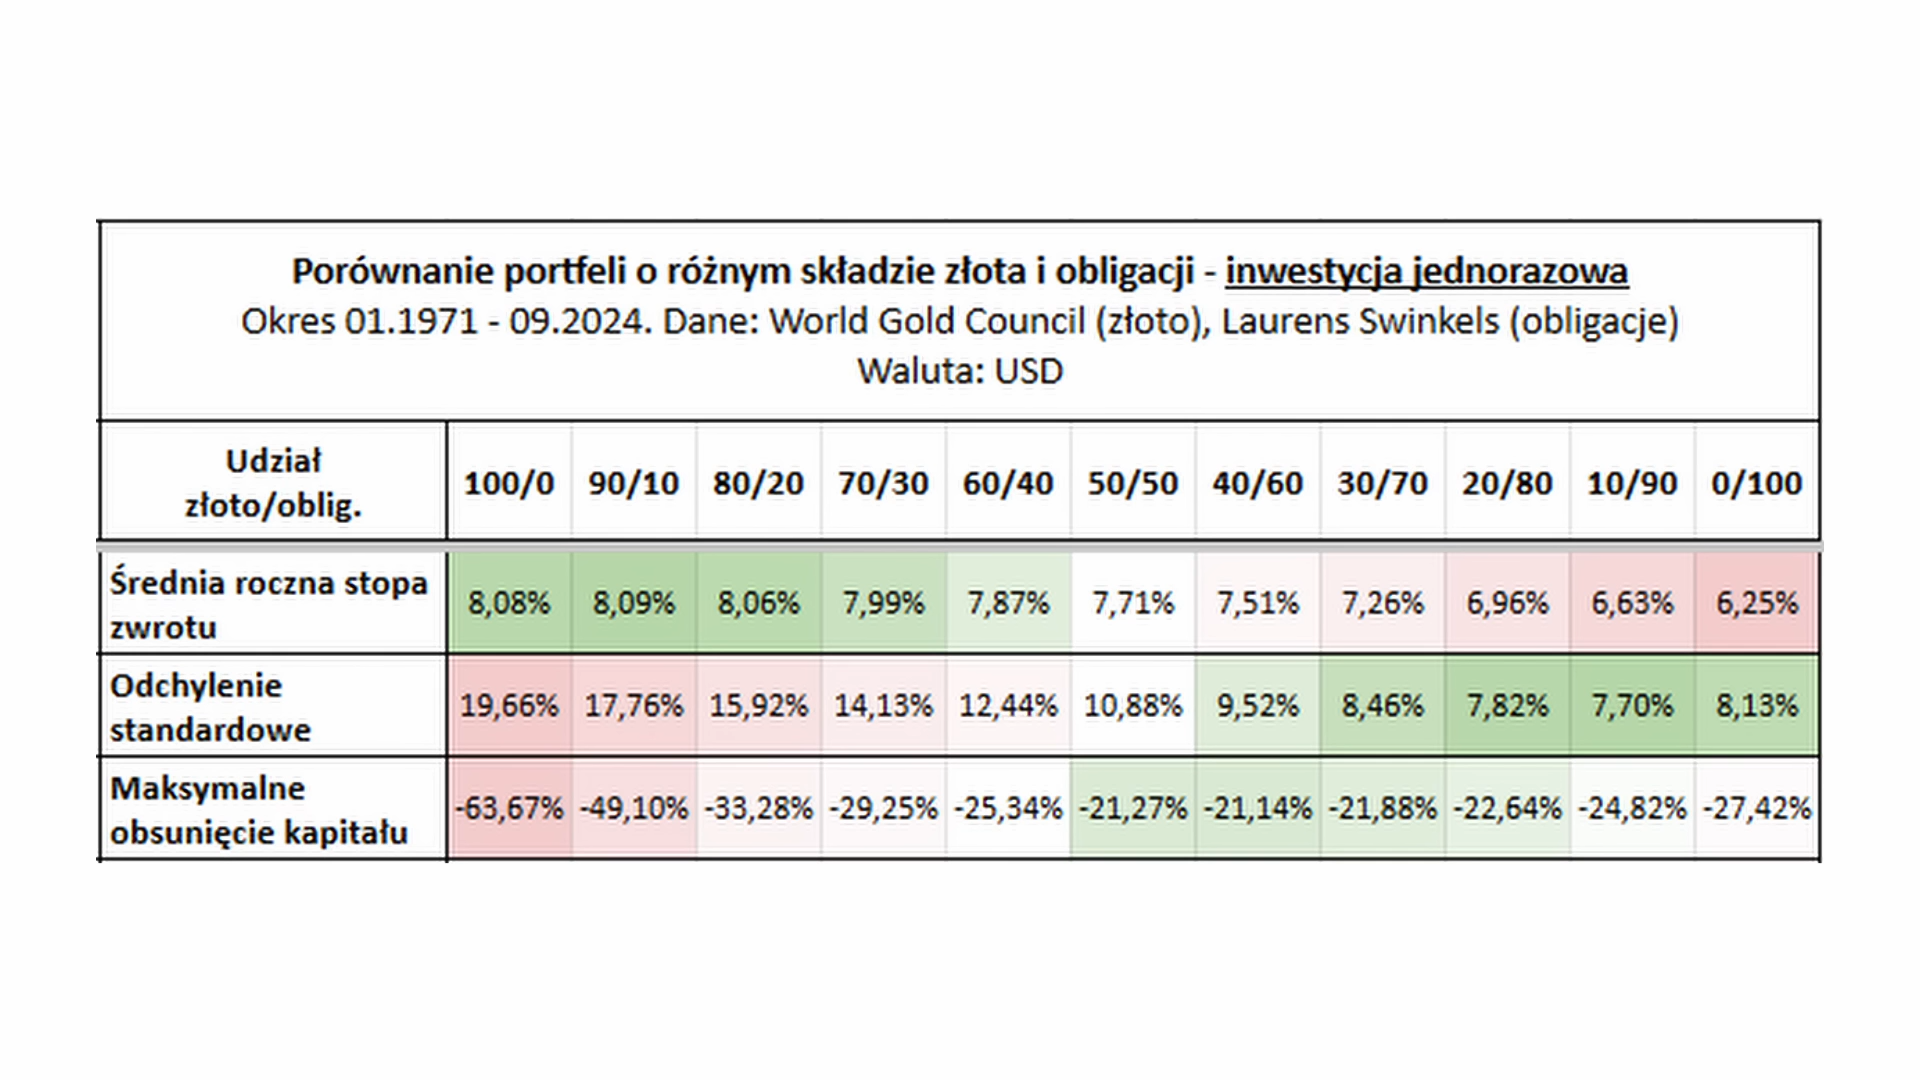 Porównanie portfeli o różnym składzie złota i obligacji - inwestycja jednorazowa
Okres 01.1971 - 09.2024. Dane: World Gold Council (złoto), Laurens Swinkels (obligacje)
Waluta: USD
Udział
złoto/oblig.
100/0 90/10 80/20 70/30 60/40 50/50 40/60 30/70 20/80 10/90 0/100
Średnia roczna stopa
zwrotu
8,08% 8,09% 8,06% 7,99% 7,87% 7,71% 7,51% 7,26% 6,96% 6,63% 6,25%
Odchylenie
standardowe
19,66% 17,76% 15,92% 14,13% 12,44% 10,88% 9,52% 8,46% 7,82% 7,70% 8,13%
Maksymalne
obsunięcie kapitału
-63,67% -49,10% -33,28% -29,25% -25,34% -21,27% -21,14% -21,88% -22,64% -24,82% -27,42%